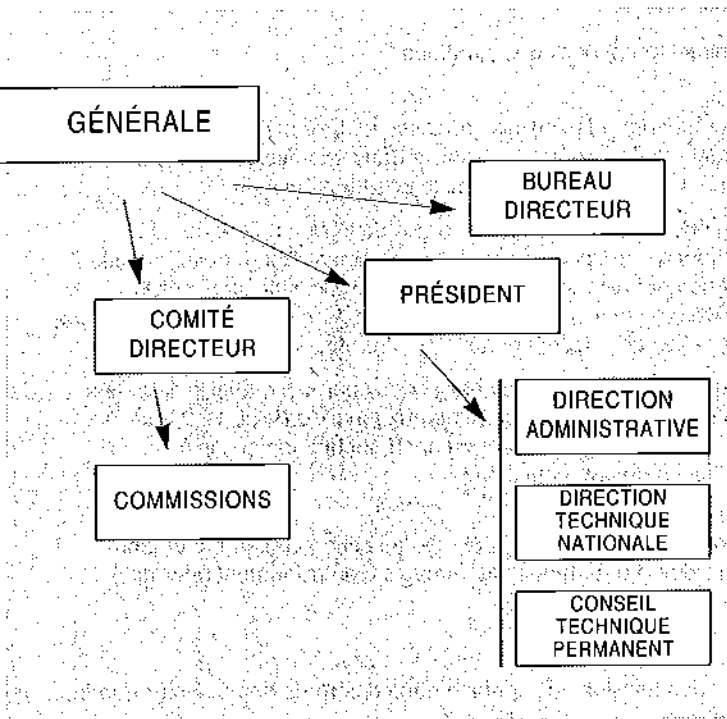 GÉNÉRALE
BUREAU
DIRECTEUR
PRÉSIDENT
COMITÉ
DIRECTEUR
DIRECTION
ADMINISTRATIVE
COMMISSIONS
DIRECTION
TECHNIQUE
NATIONALE
CONSEIL
TECHNIQUE
PERMANENT